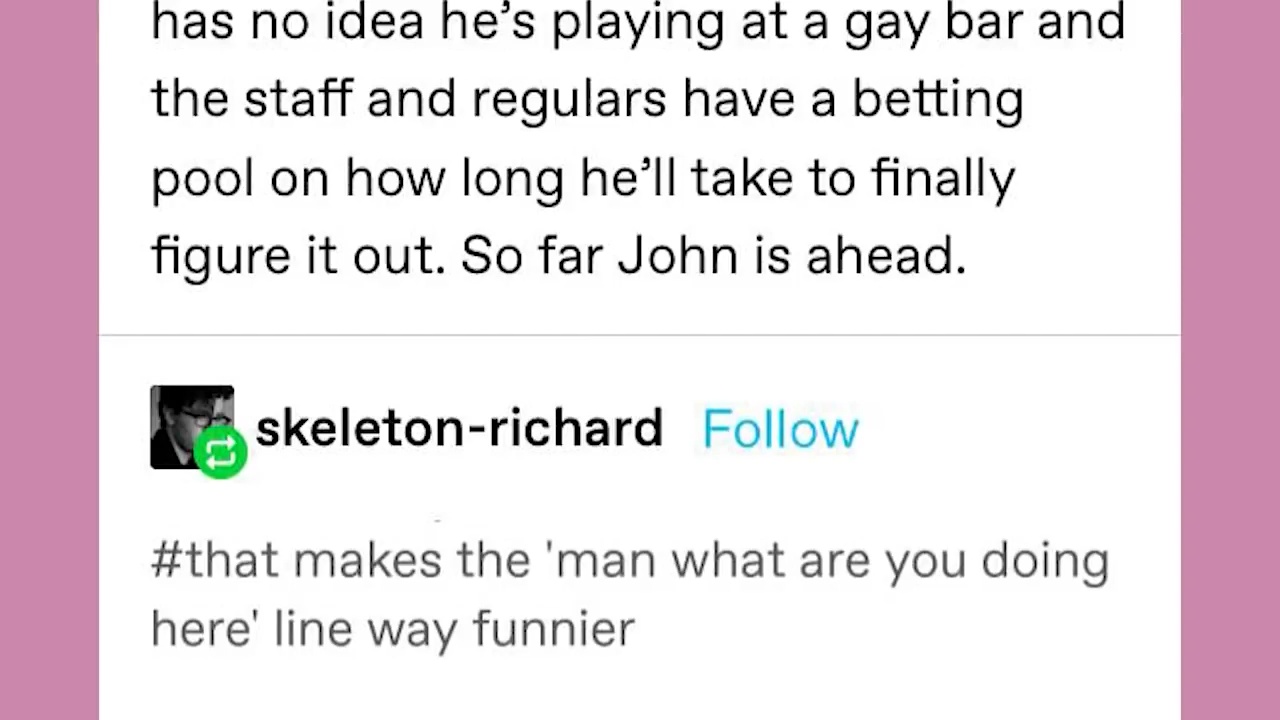 has no idea he’s playing at a gay bar and
the staff and regulars have a betting
pool on how long he’ll take to finally
figure it out. So far John is ahead.
skeleton-richard Follow
#that makes the 'man what are you doing
here' line way funnier